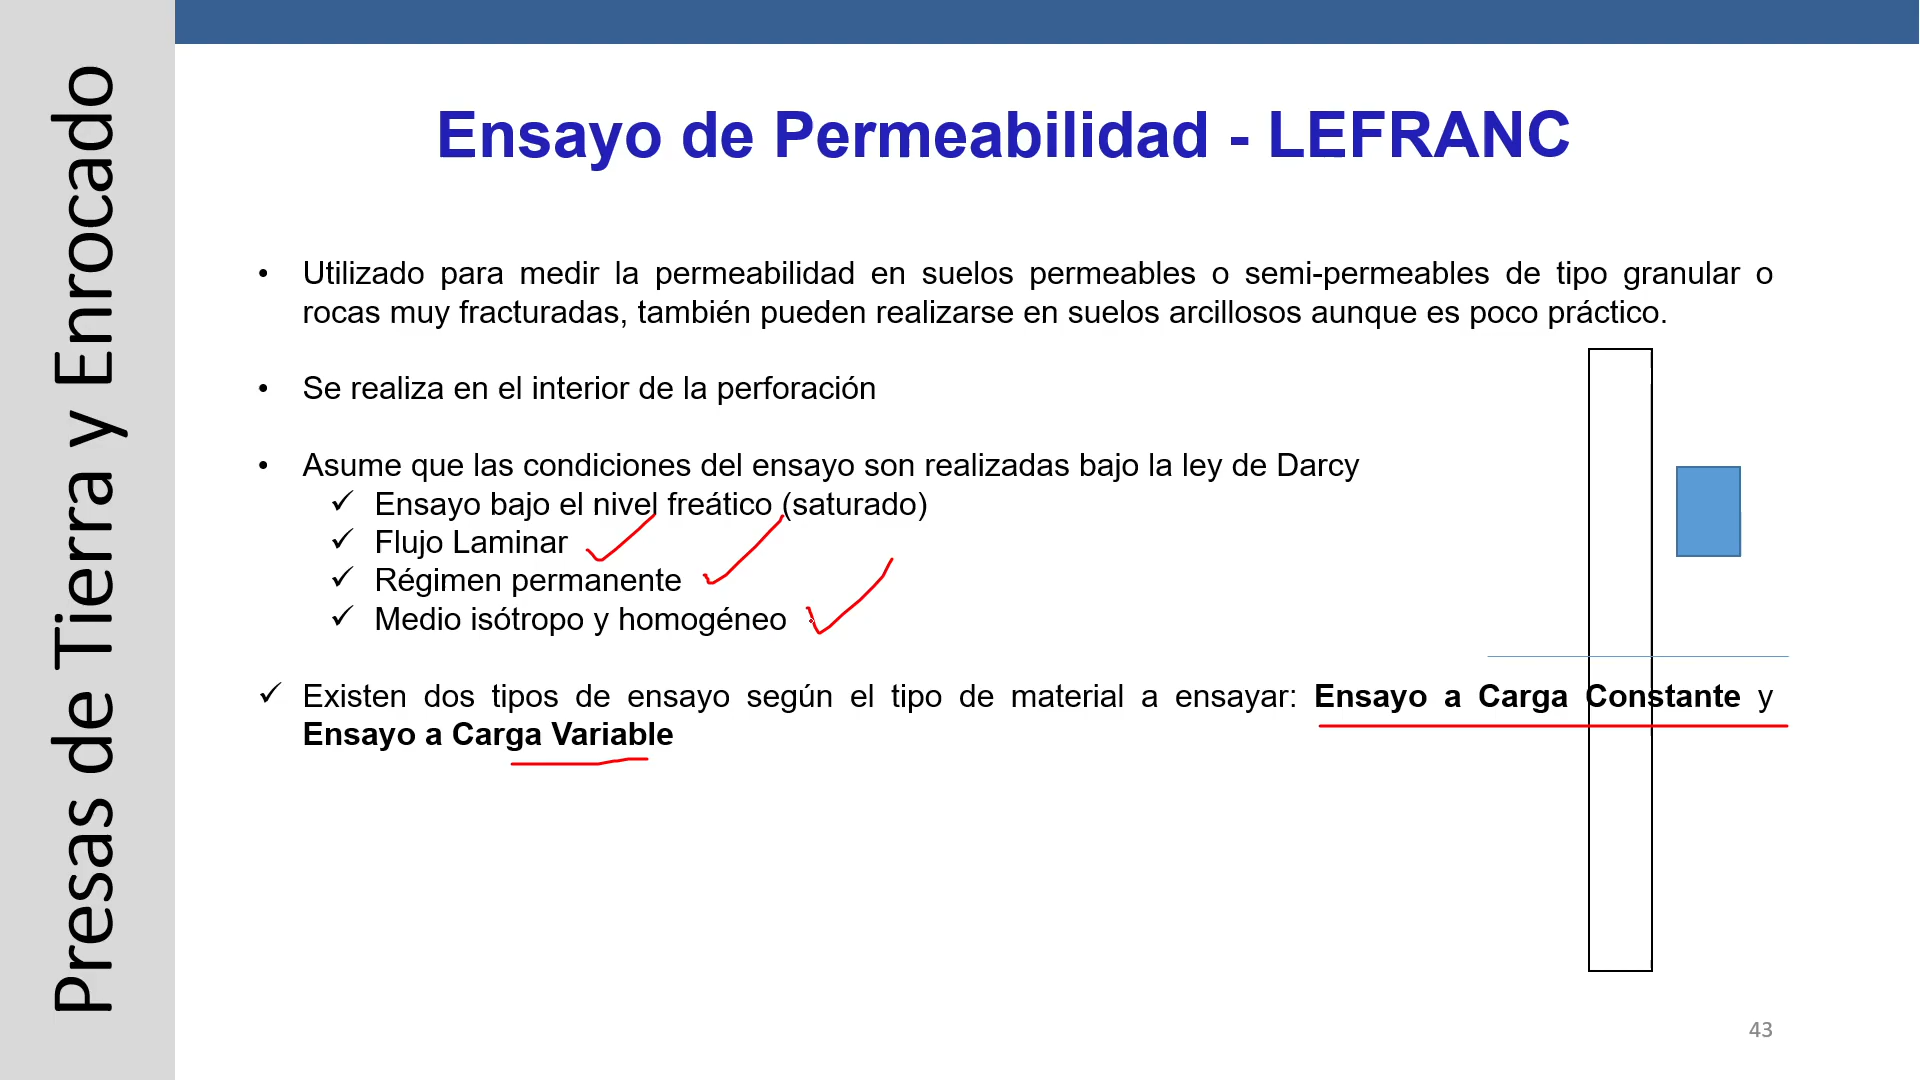 Presas de Tierra y Enrocado
Ensayo de Permeabilidad - LEFRANC
• Utilizado para medir la permeabilidad en suelos permeables o semi-permeables de tipo granular o
rocas muy fracturadas, también pueden realizarse en suelos arcillosos aunque es poco práctico.
• Se realiza en el interior de la perforación
• Asume que las condiciones del ensayo son realizadas bajo la ley de Darcy
✓ Ensayo bajo el nivel freático (saturado)
✓ Flujo Laminar
✓ Régimen permanente
✓ Medio isótropo y homogéneo
✓ Existen dos tipos de ensayo según el tipo de material a ensayar: Ensayo a Carga Constante y
Ensayo a Carga Variable
43